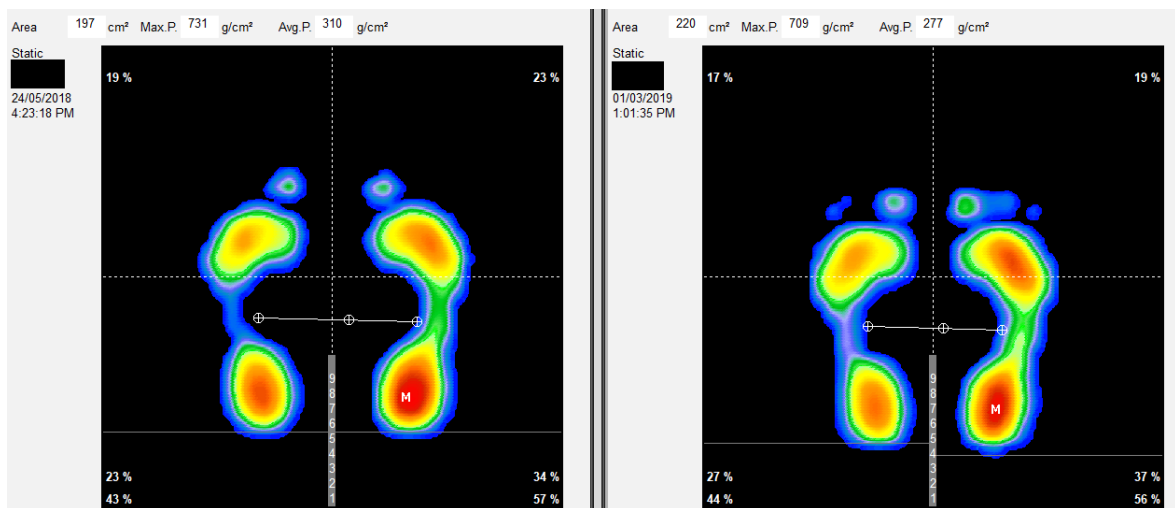 Area 197 cm² Max.P. 731 g/cm² Avg.P. 310 g/cm²
Static
24/05/2018
4:23:18 PM
19 % 23 %
M
9
8
7
6
5
4
3
2
1
23 % 34 %
43 % 57 %
Area 220 cm² Max.P. 709 g/cm² Avg.P. 277 g/cm²
Static
01/03/2019
1:01:35 PM
17 % 19 %
M
9
8
7
6
5
4
3
2
1
27 % 37 %
44 % 56 %